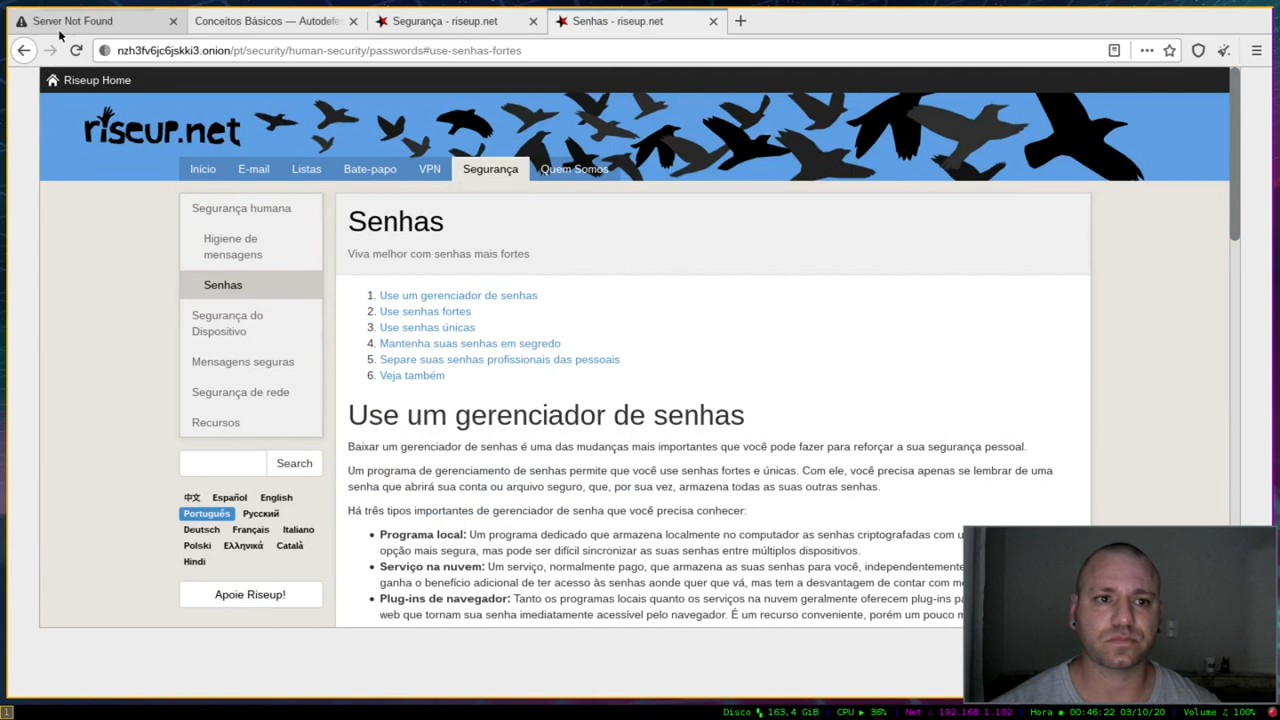 Server Not Found
Conceitos Básicos — Autodefes
Segurança - riseup.net
Senhas - riseup.net
nzh3fv6jc6jskki3.onion/pt/security/human-security/passwords#use-senhas-fortes
Riseup Home
riseup.net
Início E-mail Listas Bate-papo VPN Segurança Quem Somos
Segurança humana
Higiene de
mensagens
Senhas
Segurança do
Dispositivo
Mensagens seguras
Segurança de rede
Recursos
Search
中文 Español English
Português Русский
Deutsch Français Italiano
Polski Ελληνικά Català
Hindi
Apoie Riseup!
Senhas
Viva melhor com senhas mais fortes
1. Use um gerenciador de senhas
2. Use senhas fortes
3. Use senhas únicas
4. Mantenha suas senhas em segredo
5. Separe suas senhas profissionais das pessoais
6. Veja também
Use um gerenciador de senhas
Baixar um gerenciador de senhas é uma das mudanças mais importantes que você pode fazer para reforçar a sua segurança pessoal.
Um programa de gerenciamento de senhas permite que você use senhas fortes e únicas. Com ele, você precisa apenas se lembrar de uma
senha que abrirá sua conta ou arquivo seguro, que, por sua vez, armazena todas as suas outras senhas.
Há três tipos importantes de gerenciador de senha que você precisa conhecer:
• Programa local: Um programa dedicado que armazena localmente no computador as senhas criptografadas com u
opção mais segura, mas pode ser difícil sincronizar as suas senhas entre múltiplos dispositivos.
• Serviço na nuvem: Um serviço, normalmente pago, que armazena as suas senhas para você, independentemente
ganha o benefício adicional de ter acesso às senhas aonde quer que vá, mas tem a desvantagem de contar com me
• Plug-ins de navegador: Tanto os programas locais quanto os serviços na nuvem geralmente oferecem plug-ins pa
web que tornam sua senha imediatamente acessível pelo navegador. É um recurso conveniente, porém um pouco m
1
Disco 163,4 GiB CPU 36% Net 192.168.1.102 Hora 00:46:22 03/10/20 Volume 100%